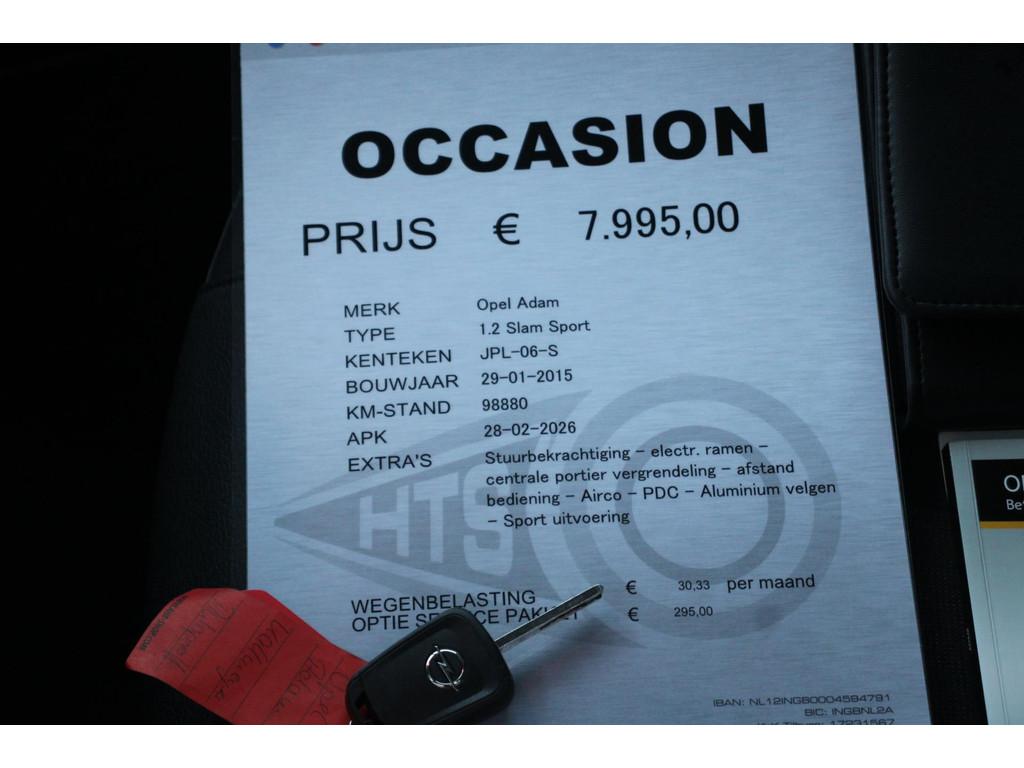 OCCASION
PRIJS € 7.995,00
MERK Opel Adam
TYPE 1.2 Slam Sport
KENTEKEN JPL-06-S
BOUWJAAR 29-01-2015
KM-STAND 98880
APK 28-02-2026
EXTRA'S Stuurbekrachtiging - electr. ramen -
centrale portier vergrendeling - afstand
bediening - Airco - PDC - Aluminium velgen
- Sport uitvoering
HTS
WEGENBELASTING € 30,33 per maand
OPTIE € 295,00
IBAN: NL12INGB0004594791
BIC: INGBNL2A